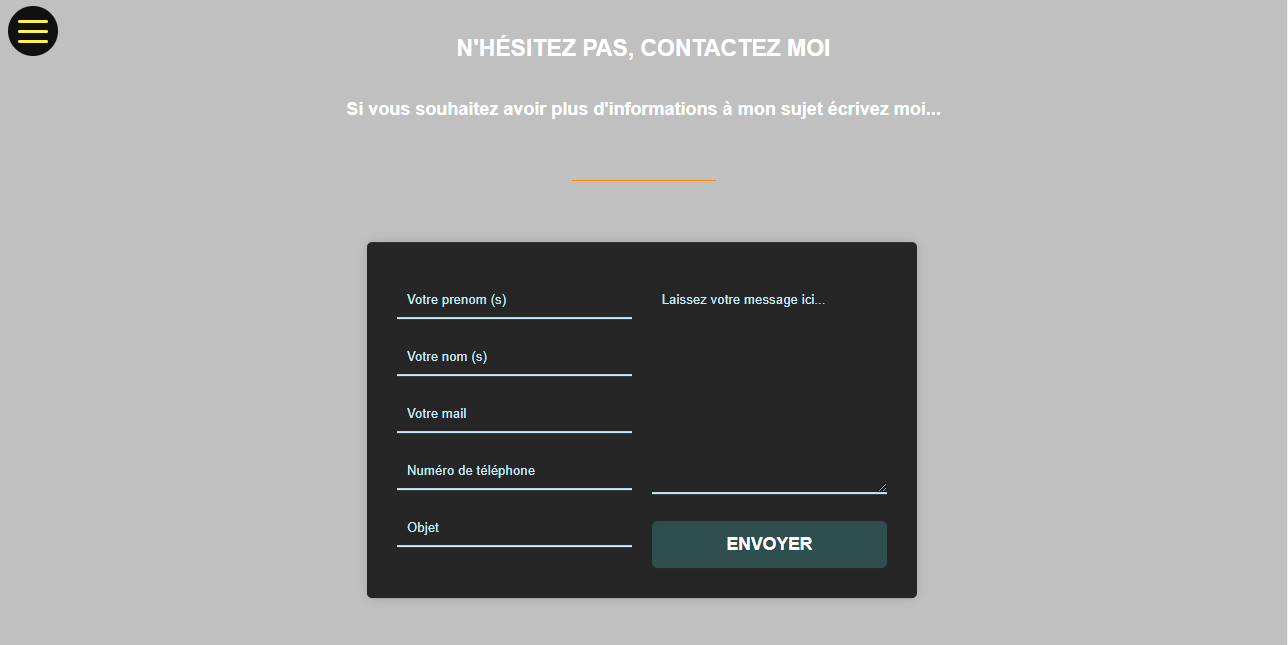 N'HÉSITEZ PAS, CONTACTEZ MOI
Si vous souhaitez avoir plus d'informations à mon sujet écrivez moi...
Votre prenom (s)
Votre nom (s)
Votre mail
Numéro de téléphone
Objet
Laissez votre message ici...
ENVOYER